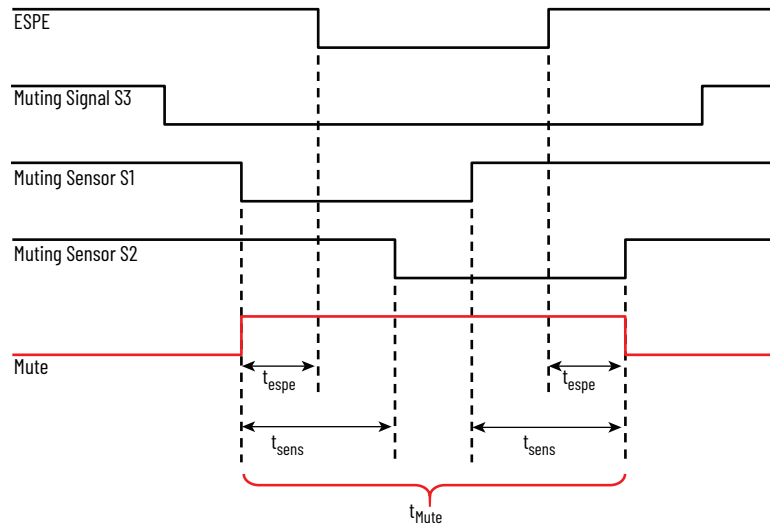 ESPE
Muting Signal S3
Muting Sensor S1
Muting Sensor S2
Mute
tespe
tespe
tsens
tsens
tMute